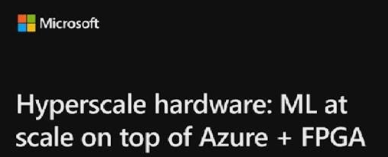 Microsoft
Hyperscale hardware: ML at
scale on top of Azure + FPGA